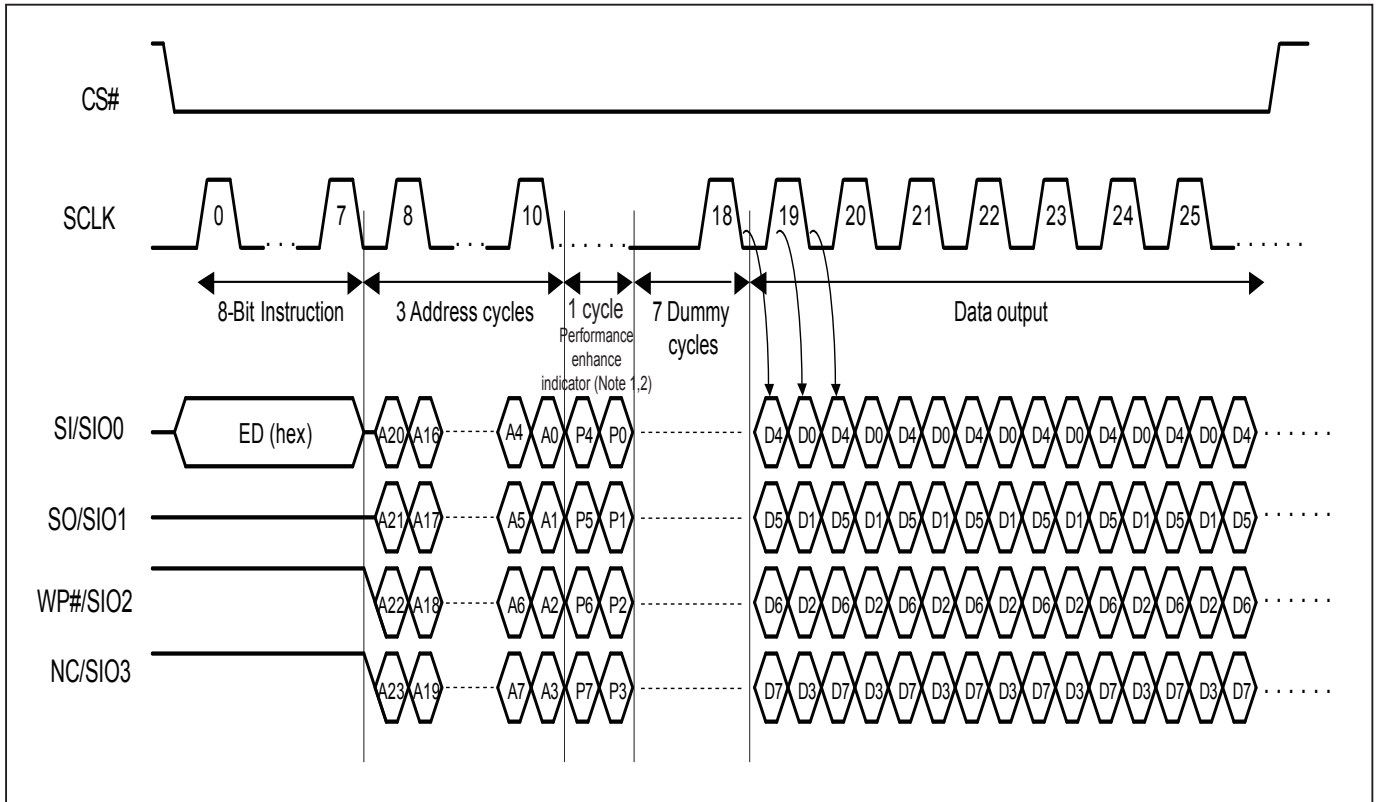 CS#
SCLK
0 7 8 10 18 19 20 21 22 23 24 25
8-Bit Instruction 3 Address cycles 1 cycle 7 Dummy Data output
Performance cycles
enhance
indicator (Note 1,2)
SI/SIO0 ED (hex) A20 A16 A4 A0 P4 P0 D4 D0 D4 D0 D4 D0 D4 D0 D4 D0 D4 D0 D4 D0 D4
SO/SIO1 A21 A17 A5 A1 P5 P1 D5 D1 D5 D1 D5 D1 D5 D1 D5 D1 D5 D1 D5 D1 D5
WP#/SIO2 A22 A18 A6 A2 P6 P2 D6 D2 D6 D2 D6 D2 D6 D2 D6 D2 D6 D2 D6 D2 D6
NC/SIO3 A23 A19 A7 A3 P7 P3 D7 D3 D7 D3 D7 D3 D7 D3 D7 D3 D7 D3 D7 D3 D7